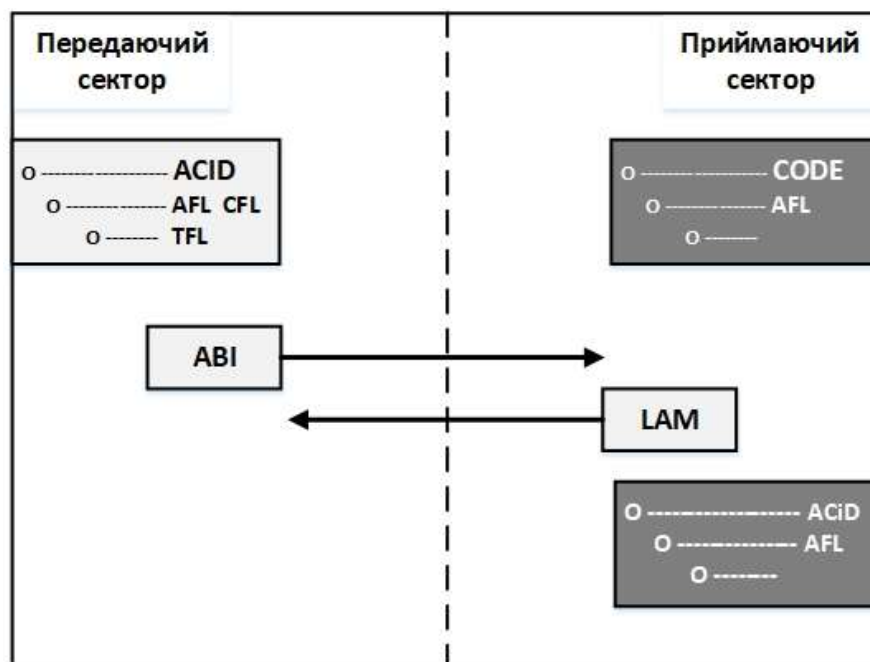 Передаючий
сектор
Приймаючий
сектор
O ------------------ ACID
O -------------- AFL CFL
O -------- TFL
O ------------------ CODE
O -------------- AFL
O --------
ABI
LAM
O -------------------- ACiD
O -------------- AFL
O ---------